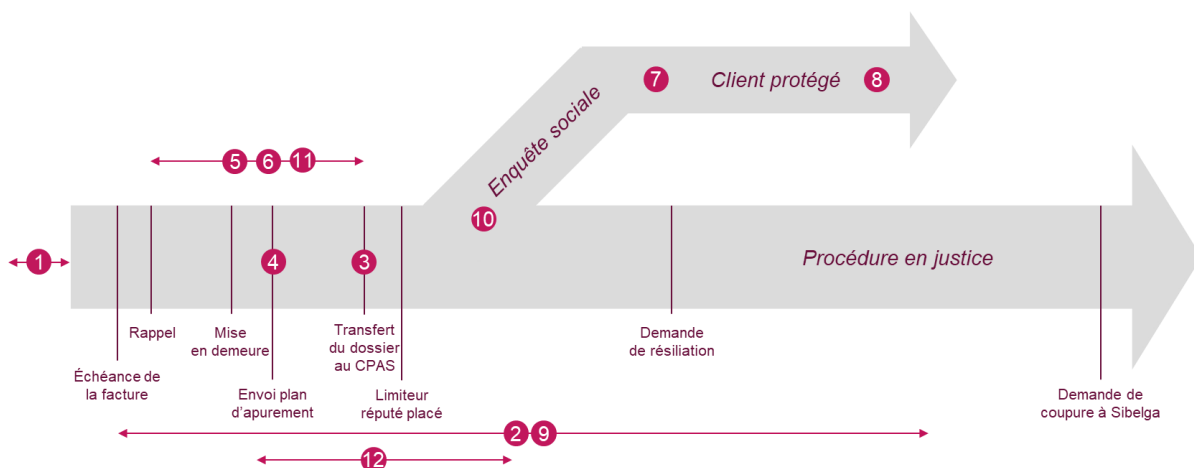 7
Client protégé
8
Enquête sociale
5
6
11
10
1
4
3
Procédure en justice
Rappel
Mise
en demeure
Transfert
du dossier
au CPAS
Demande
de résiliation
Échéance de
la facture
Envoi plan
d'apurement
Limiteur
réputé placé
Demande de
coupure à Sibelga
2
9
12